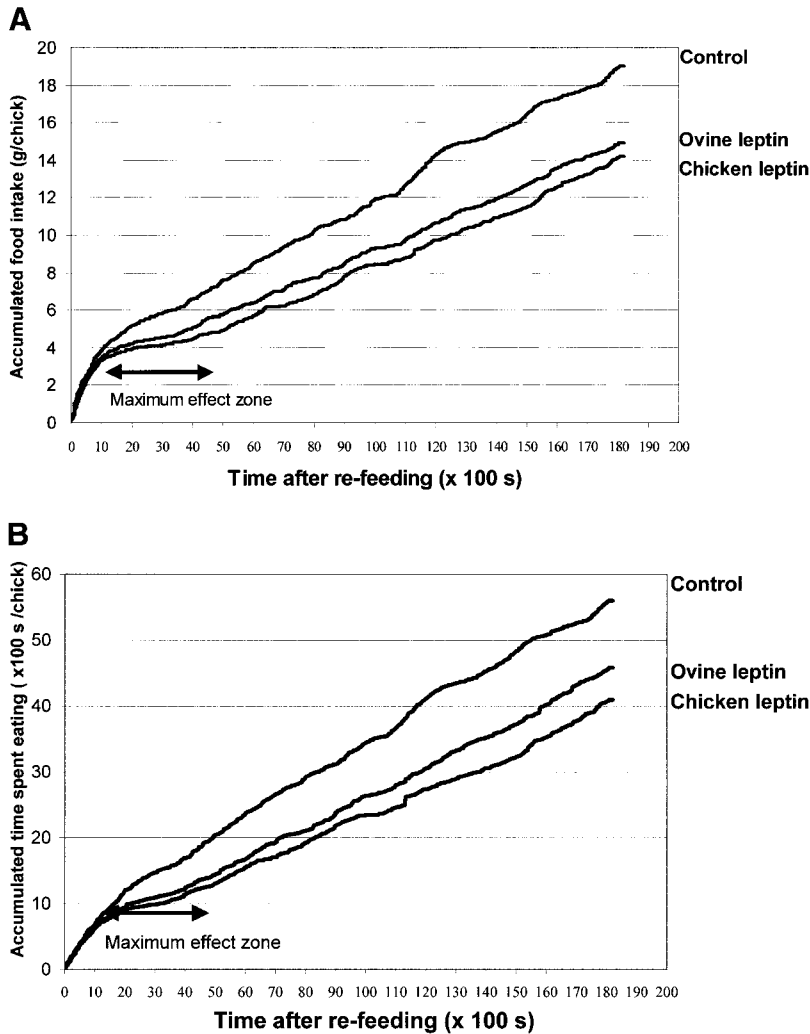 A
Accumulated food intake (g/chick)
20
18
16
14
12
10
8
6
4
2
0
Control
Ovine leptin
Chicken leptin
Maximum effect zone
0 10 20 30 40 50 60 70 80 90 100 110 120 130 140 150 160 170 180 190 200
Time after re-feeding (x 100 s)
B
Accumulated time spent eating ( x100 s /chick)
60
50
40
30
20
10
0
Control
Ovine leptin
Chicken leptin
Maximum effect zone
0 10 20 30 40 50 60 70 80 90 100 110 120 130 140 150 160 170 180 190 200
Time after re-feeding (x 100 s)